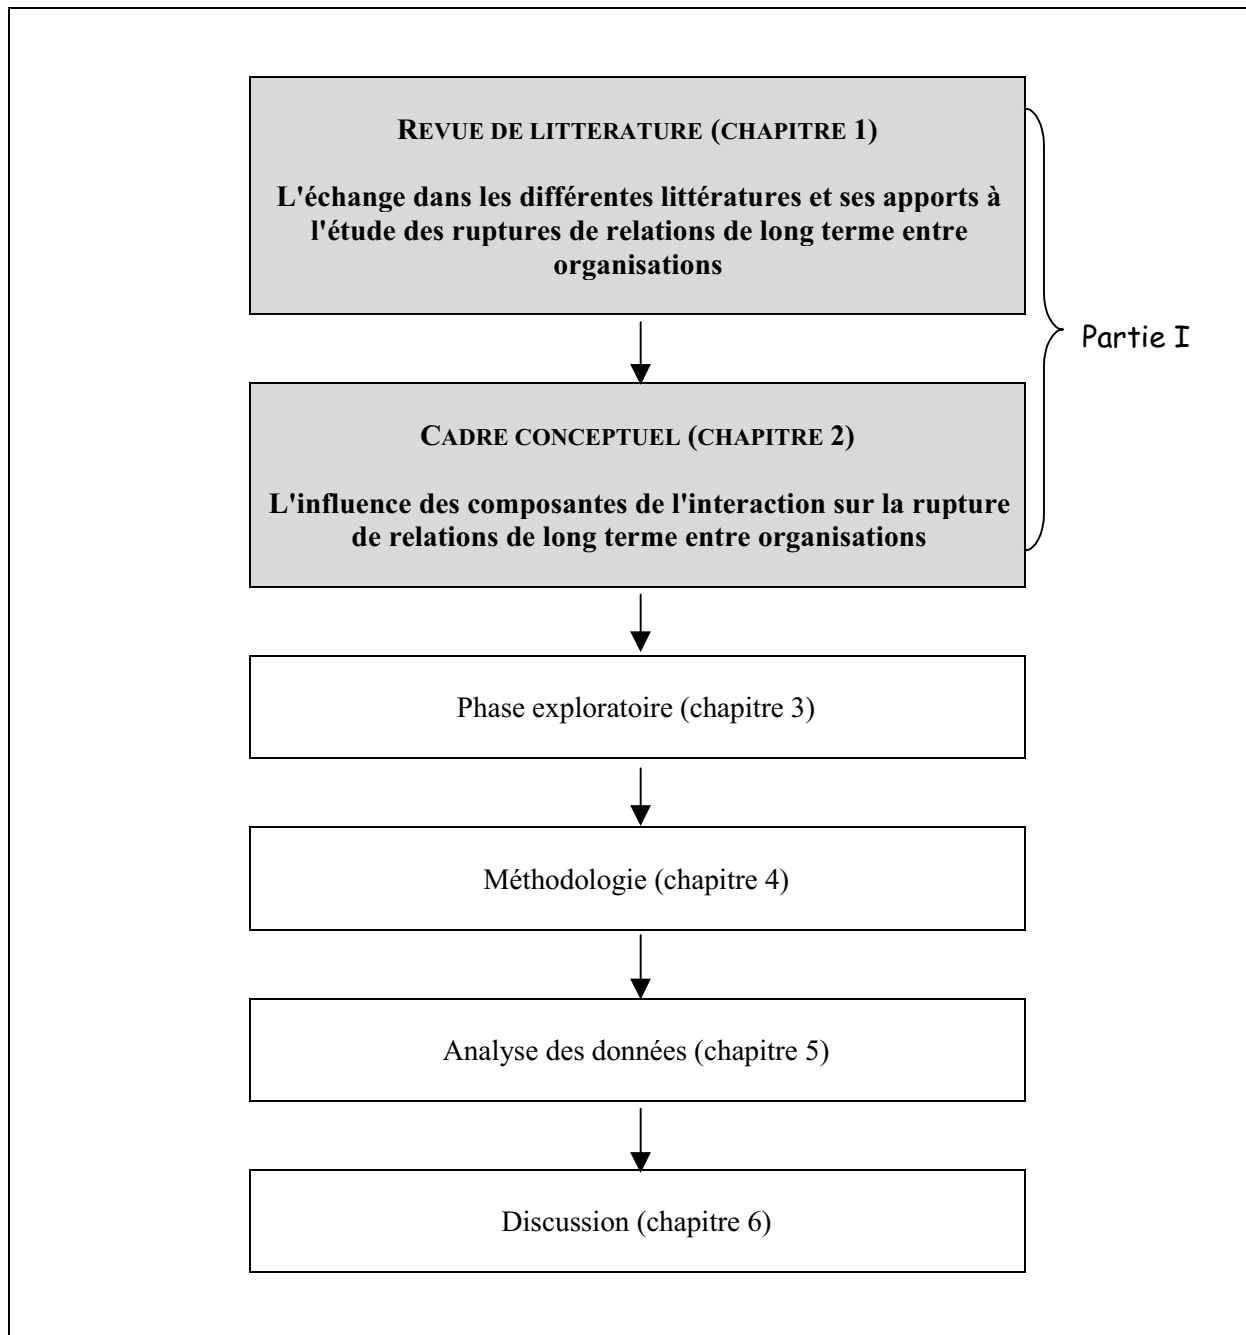 REVUE DE LITTERATURE (CHAPITRE 1)
L'échange dans les différentes littératures et ses apports à
l'étude des ruptures de relations de long terme entre
organisations
Partie I
CADRE CONCEPTUEL (CHAPITRE 2)
L'influence des composantes de l'interaction sur la rupture
de relations de long terme entre organisations
Phase exploratoire (chapitre 3)
Méthodologie (chapitre 4)
Analyse des données (chapitre 5)
Discussion (chapitre 6)